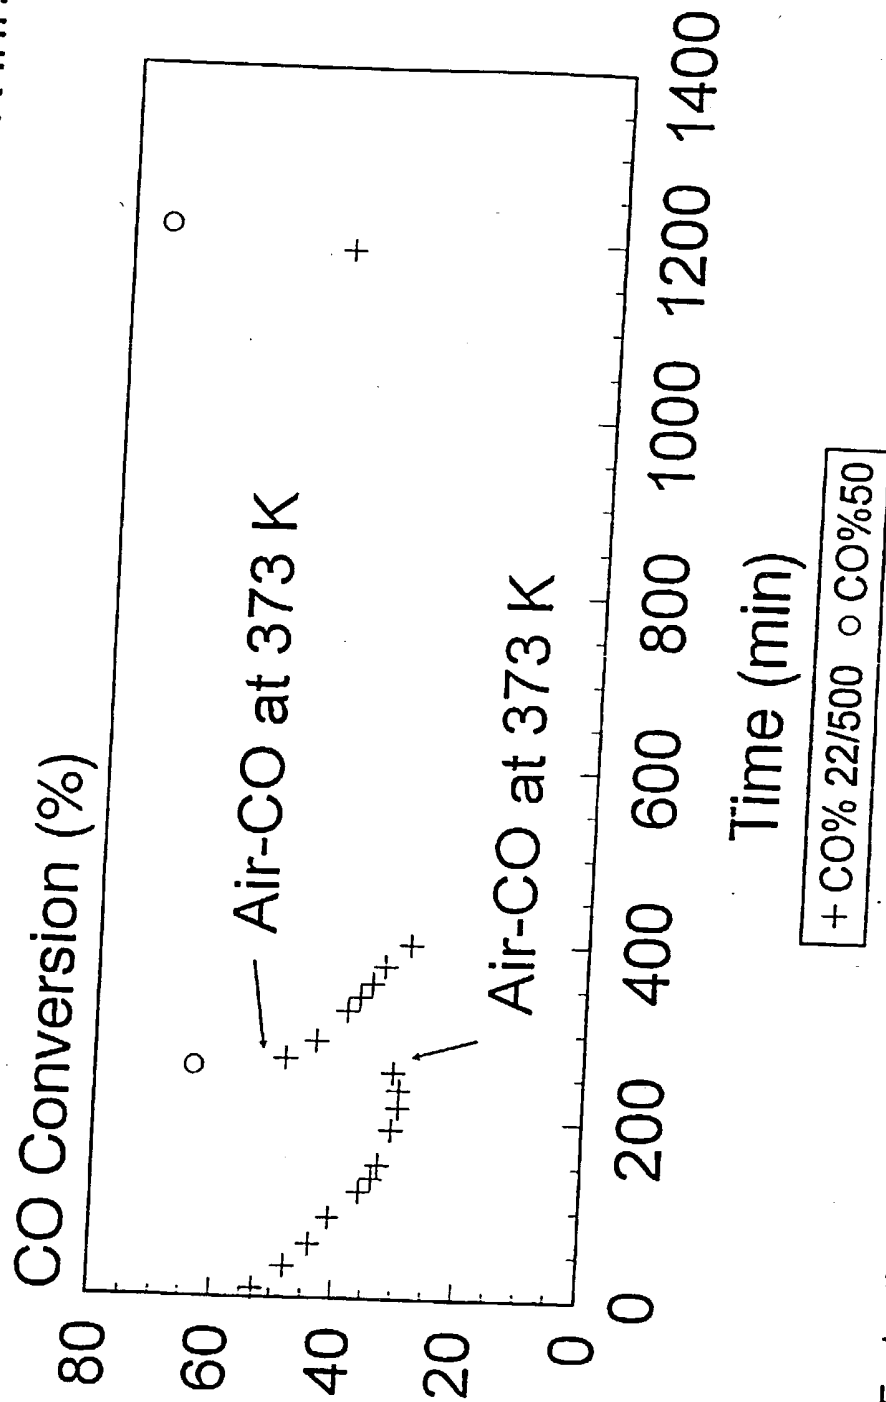 CO Conversion (%)
80
60
40
20
0
Air-CO at 373 K
Air-CO at 373 K
0 200 400 600 800 1000 1200 1400
Time (min)
+ CO% 22/500 ○ CO%50